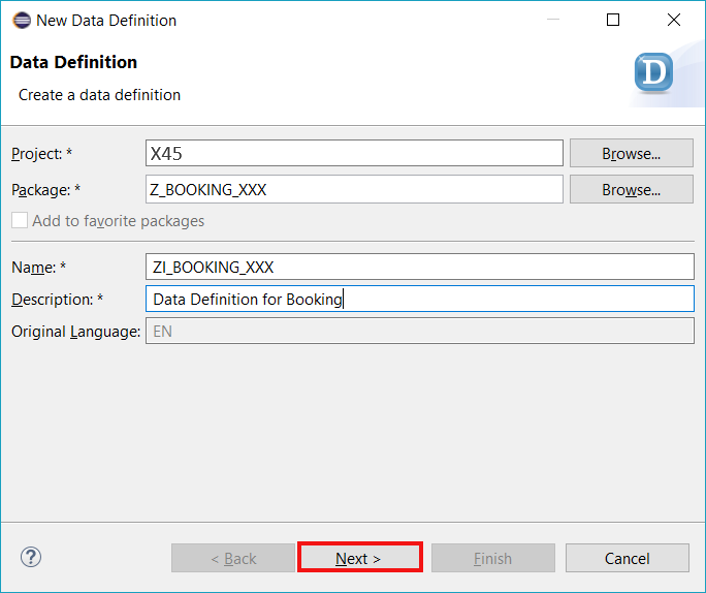 New Data Definition
Data Definition
D
Create a data definition
Project: * X45 Browse...
Package: * Z_BOOKING_XXX Browse...
Add to favorite packages
Name: * ZI_BOOKING_XXX
Description: * Data Definition for Booking
Original Language: EN
? < Back Next > Finish Cancel